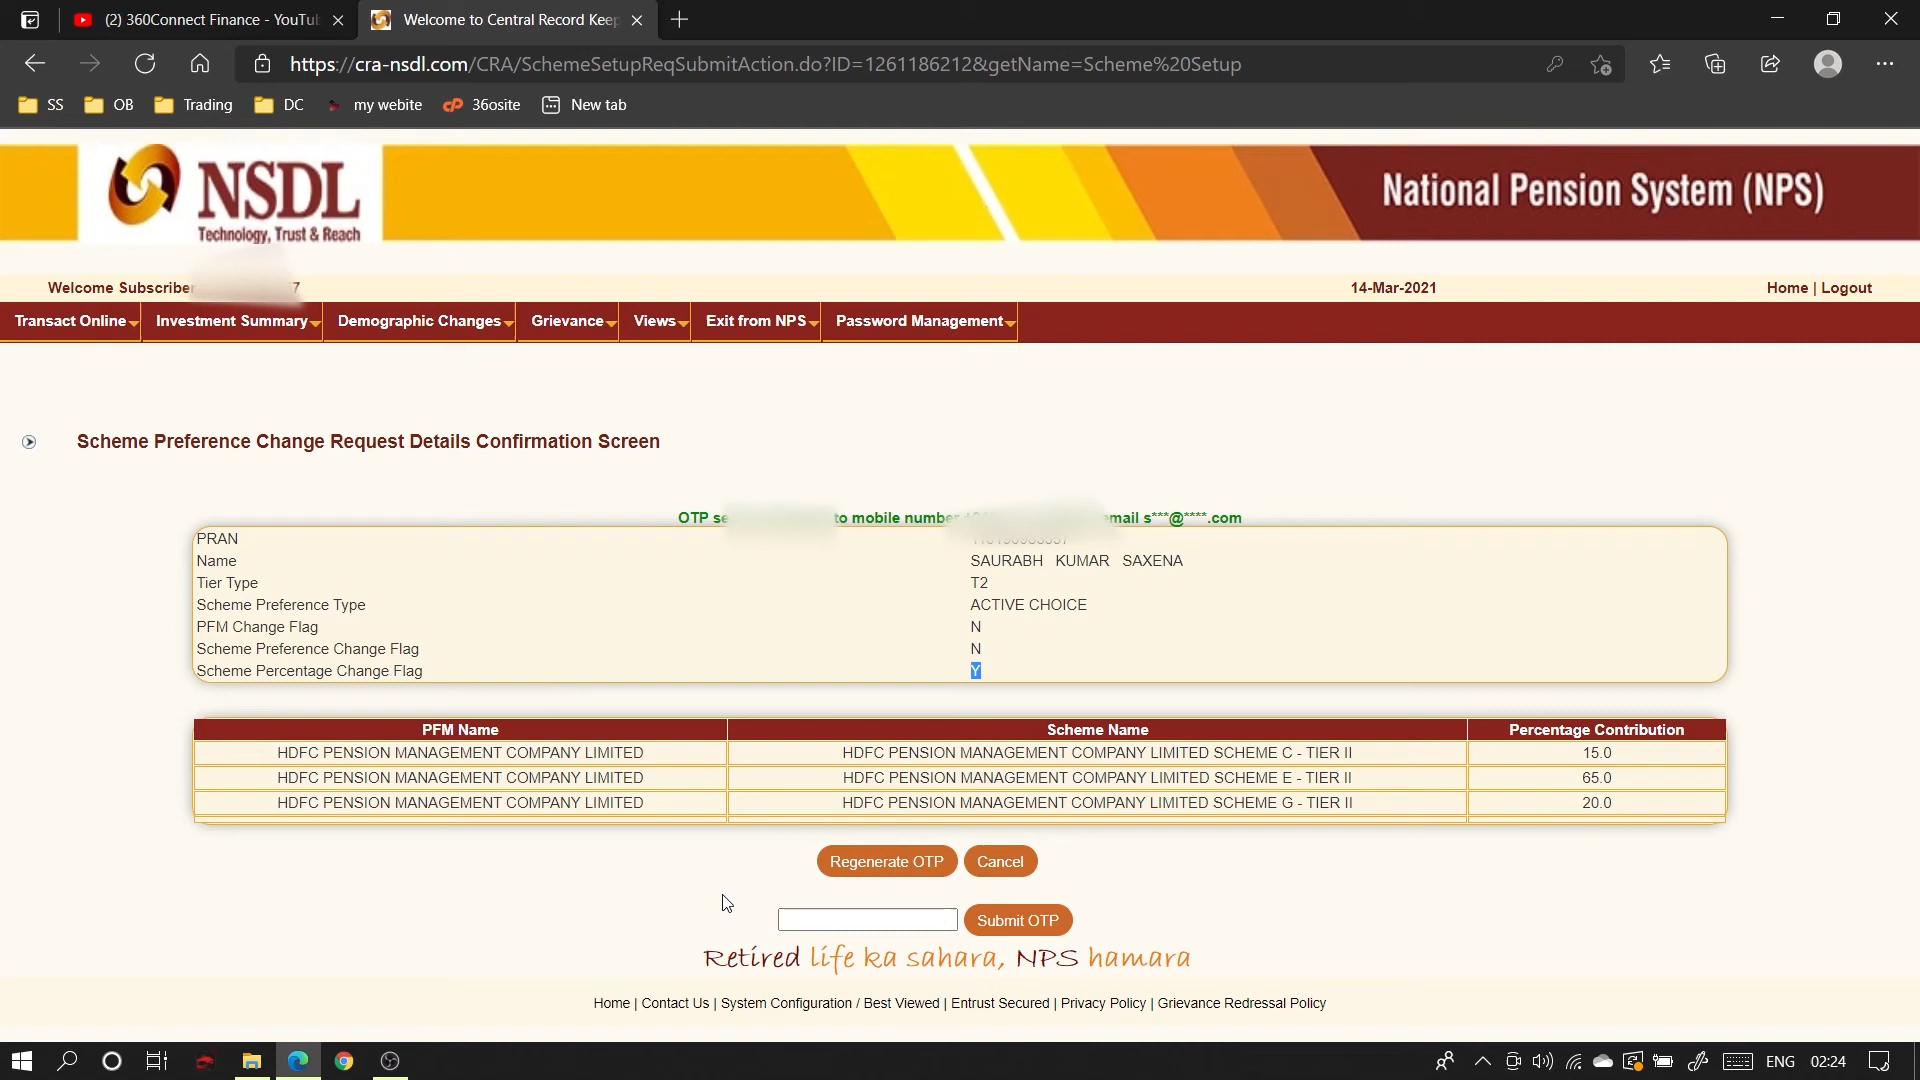 (2) 360Connect Finance - YouTu
Welcome to Central Record Keep
https://cra-nsdl.com/CRA/SchemeSetupReqSubmitAction.do?ID=1261186212&getName=Scheme%20Setup
SS OB Trading DC my webite 36osite New tab
NSDL
Technology, Trust & Reach
National Pension System (NPS)
Welcome Subscriber 7 14-Mar-2021 Home | Logout
Transact Online Investment Summary Demographic Changes Grievance Views Exit from NPS Password Management
Scheme Preference Change Request Details Confirmation Screen
OTP to mobile number email s***@****.com
PRAN
Name SAURABH KUMAR SAXENA
Tier Type T2
Scheme Preference Type ACTIVE CHOICE
PFM Change Flag N
Scheme Preference Change Flag N
Scheme Percentage Change Flag Y
PFM Name Scheme Name Percentage Contribution
HDFC PENSION MANAGEMENT COMPANY LIMITED HDFC PENSION MANAGEMENT COMPANY LIMITED SCHEME C - TIER II 15.0
HDFC PENSION MANAGEMENT COMPANY LIMITED HDFC PENSION MANAGEMENT COMPANY LIMITED SCHEME E - TIER II 65.0
HDFC PENSION MANAGEMENT COMPANY LIMITED HDFC PENSION MANAGEMENT COMPANY LIMITED SCHEME G - TIER II 20.0
Regenerate OTP Cancel
Submit OTP
Retired life ka sahara, NPS hamara
Home | Contact Us | System Configuration / Best Viewed | Entrust Secured | Privacy Policy | Grievance Redressal Policy
ENG 02:24